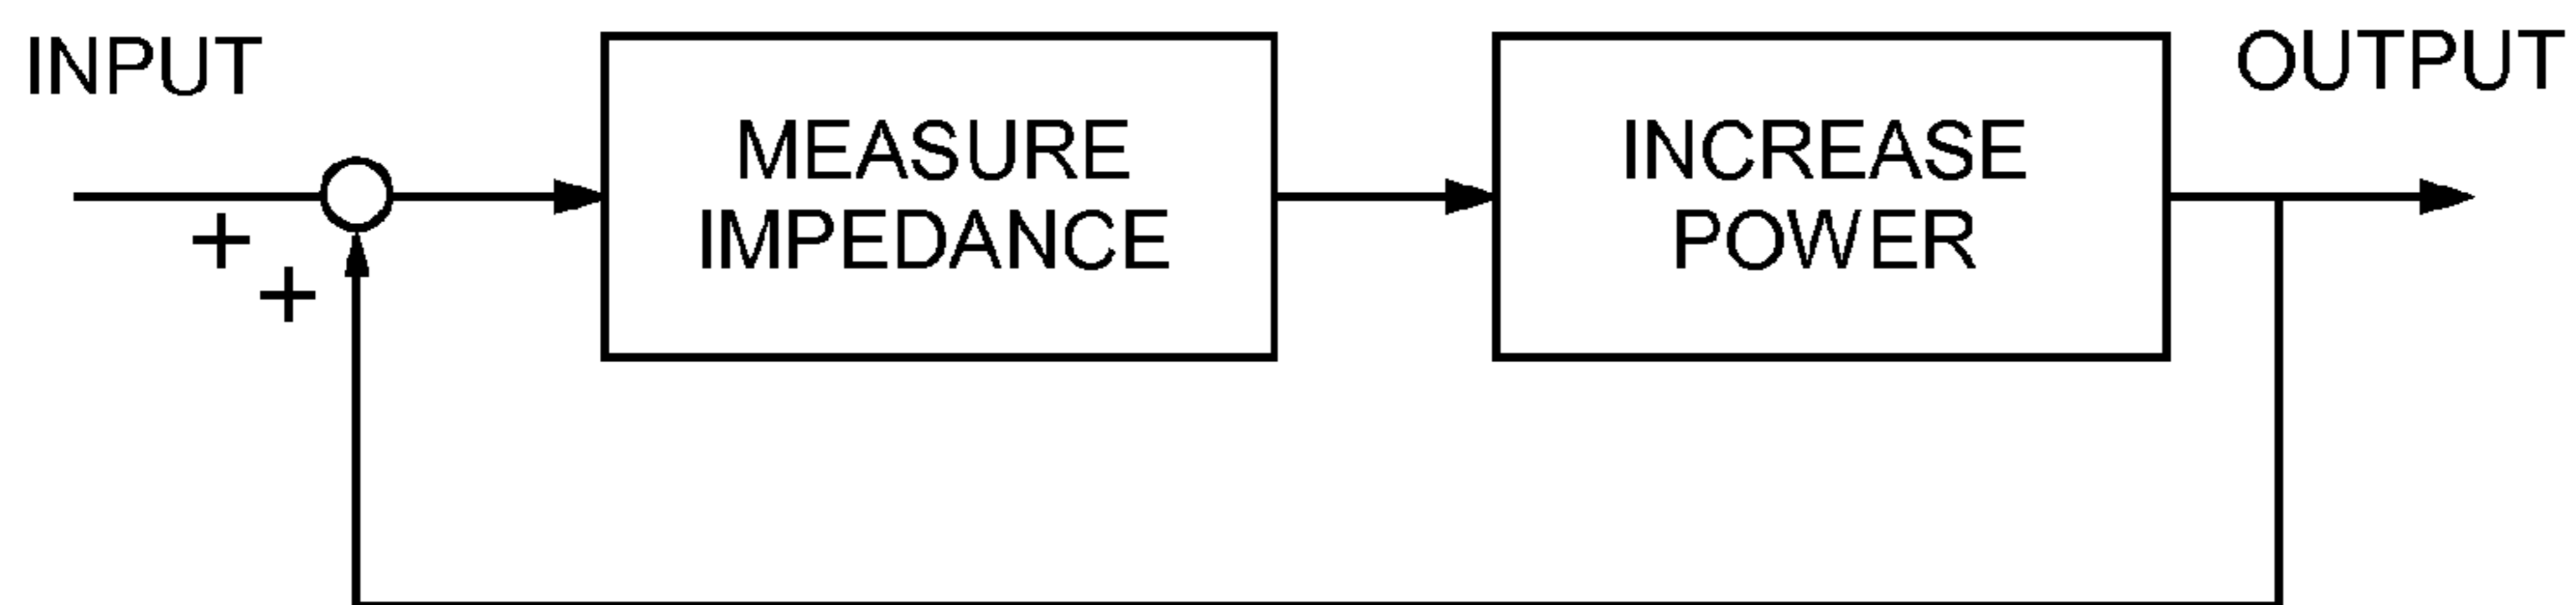 INPUT
OUTPUT
MEASURE
IMPEDANCE
INCREASE
POWER
+
+